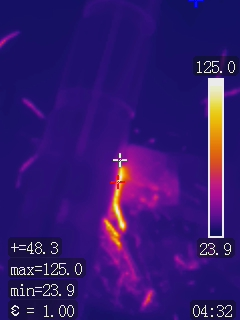 125.0
23.9
+=48.3
max=125.0
min=23.9
ε = 1.00
04:32